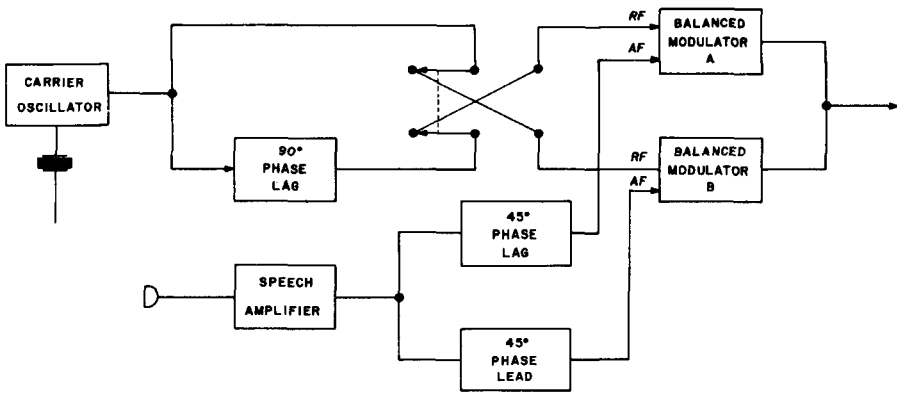 CARRIER
OSCILLATOR
90°
PHASE
LAG
RF
AF
BALANCED
MODULATOR
A
RF
AF
BALANCED
MODULATOR
B
45°
PHASE
LAG
SPEECH
AMPLIFIER
45°
PHASE
LEAD